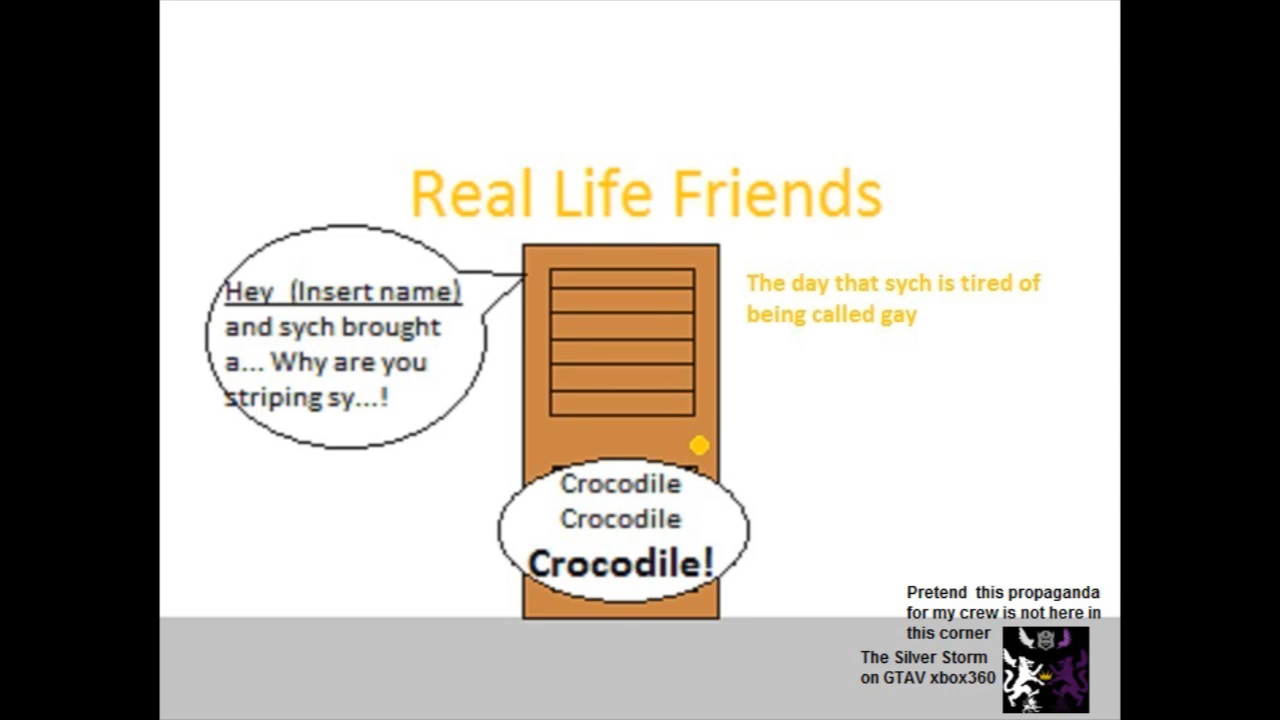 Real Life Friends
Hey (Insert name)
and sych brought
a... Why are you
striping sy...!
The day that sych is tired of
being called gay
Crocodile
Crocodile
Crocodile!
Pretend this propaganda
for my crew is not here in
this corner
The Silver Storm
on GTAV xbox360